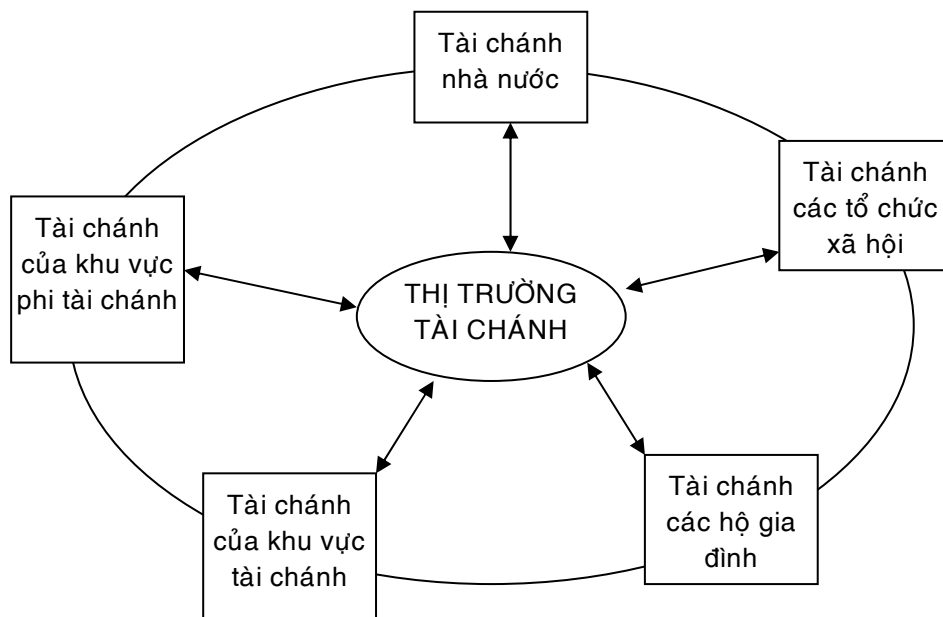 Tài chánh
nhà nước
Tài chánh
các tổ chức
xã hội
Tài chánh
của khu vực
phi tài chánh
THỊ TRƯỜNG
TÀI CHÁNH
Tài chánh
của khu vực
tài chánh
Tài chánh
các hộ gia
đình